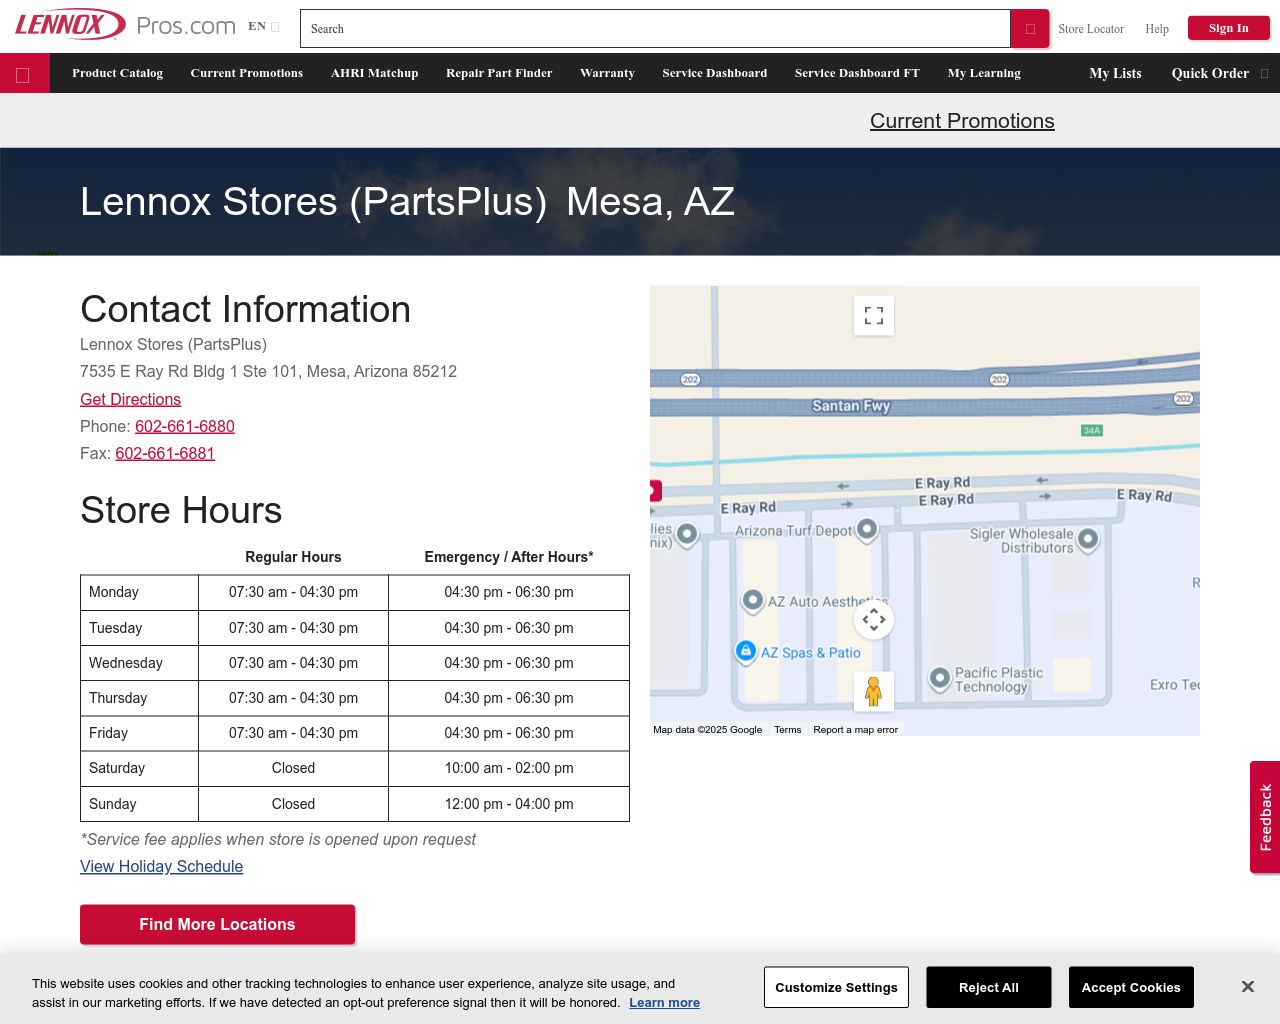 LENNOX Pros.com EN
Search
Store Locator Help Sign In
Product Catalog Current Promotions AHRI Matchup Repair Part Finder Warranty Service Dashboard Service Dashboard FT My Learning My Lists Quick Order
Current Promotions
Lennox Stores (PartsPlus) Mesa, AZ
Contact Information
Lennox Stores (PartsPlus)
7535 E Ray Rd Bldg 1 Ste 101, Mesa, Arizona 85212
Get Directions
Phone: 602-661-6880
Fax: 602-661-6881
Store Hours
Regular Hours Emergency / After Hours*
Monday 07:30 am - 04:30 pm 04:30 pm - 06:30 pm
Tuesday 07:30 am - 04:30 pm 04:30 pm - 06:30 pm
Wednesday 07:30 am - 04:30 pm 04:30 pm - 06:30 pm
Thursday 07:30 am - 04:30 pm 04:30 pm - 06:30 pm
Friday 07:30 am - 04:30 pm 04:30 pm - 06:30 pm
Saturday Closed 10:00 am - 02:00 pm
Sunday Closed 12:00 pm - 04:00 pm
*Service fee applies when store is opened upon request
View Holiday Schedule
Find More Locations
202 202
202
Santan Fwy
34A
E Ray Rd
E Ray Rd
E Ray Rd
E Ray Rd
lies
nix)
Arizona Turf Depot
Sigler Wholesale
Distributors
R
AZ Auto Aesthetics
AZ Spas & Patio
Pacific Plastic
Technology
Exro Tec
Map data ©2025 Google Terms Report a map error
Feedback
This website uses cookies and other tracking technologies to enhance user experience, analyze site usage, and
assist in our marketing efforts. If we have detected an opt-out preference signal then it will be honored. Learn more
Customize Settings Reject All Accept Cookies